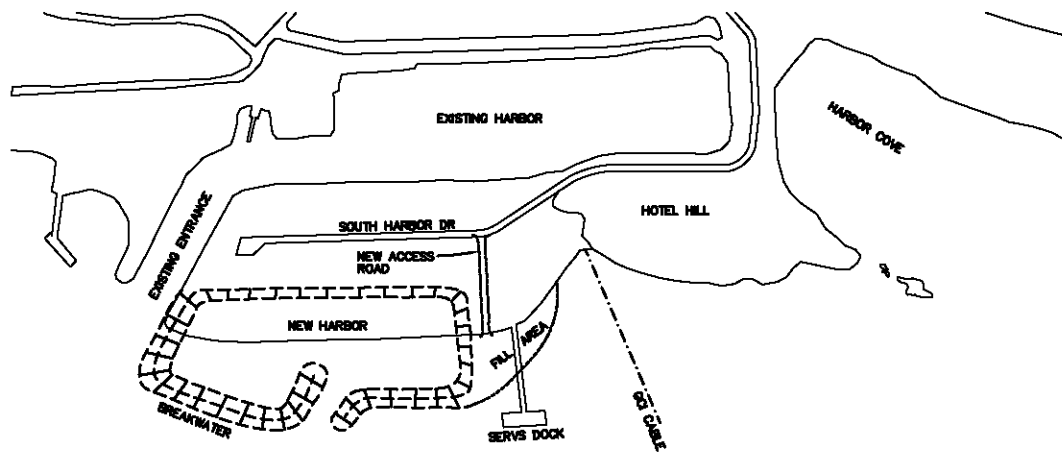 EXISTING HARBOR
HARBOR COVE
HOTEL HILL
EXISTING ENTRANCE
SOUTH HARBOR DR
NEW ACCESS
ROAD
NEW HARBOR
FILL AREA
BREAKWATER
SERVS DOCK
GCI CABLE